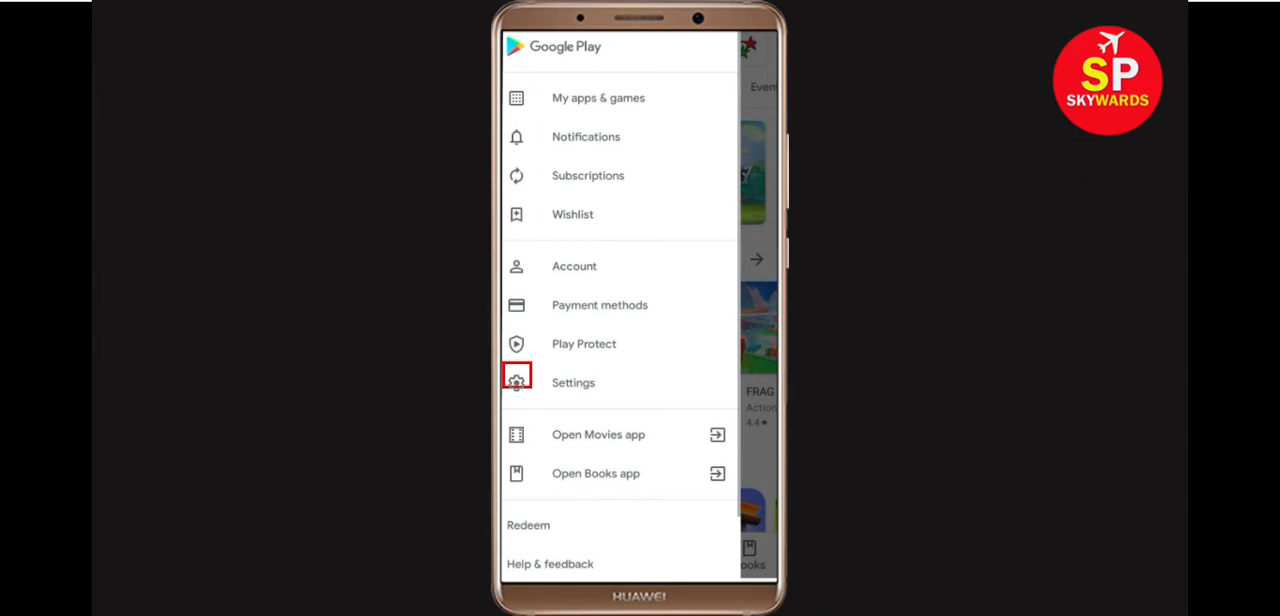 Google Play
My apps & games
Notifications
Subscriptions
Wishlist
Account
Payment methods
Play Protect
Settings
Open Movies app
Open Books app
Redeem
Help & feedback
Even
FRAG
Action
4.4★
ooks
HUAWEI
SP
SKYWARDS